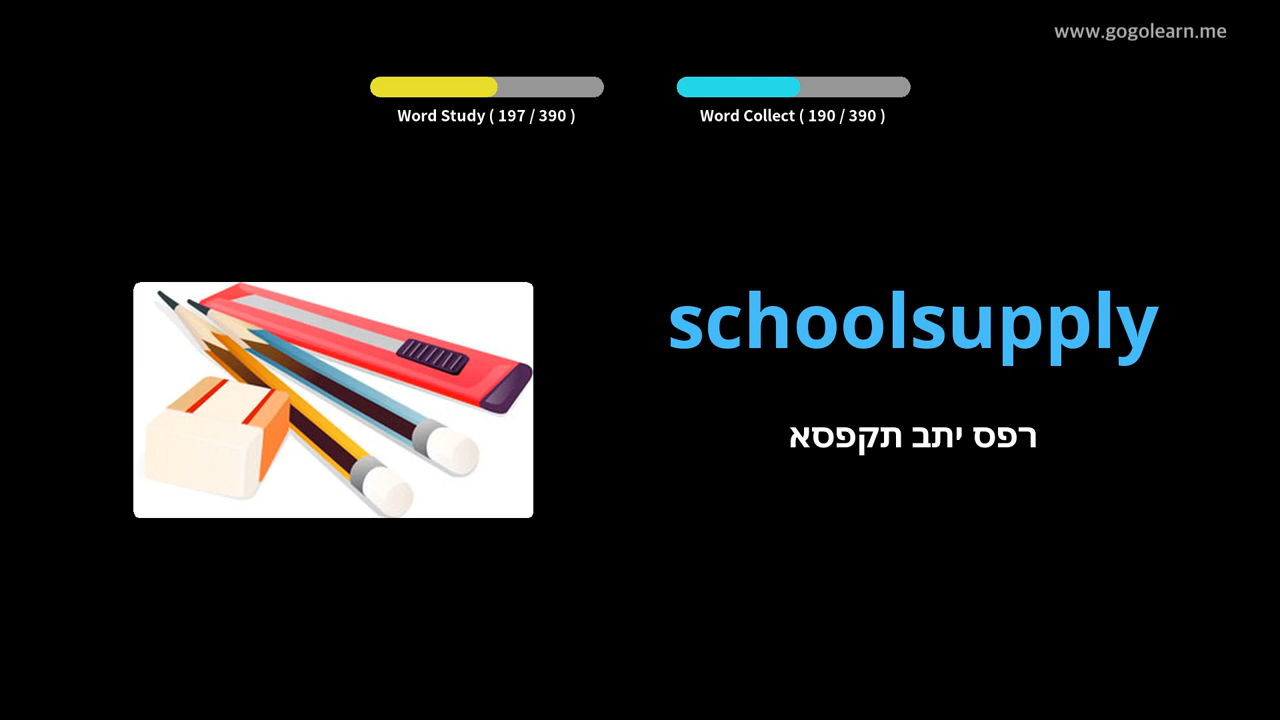 www.gogolearn.me
Word Study ( 197 / 390 )
Word Collect ( 190 / 390 )
schoolsupply
רפס יתב תקפסא